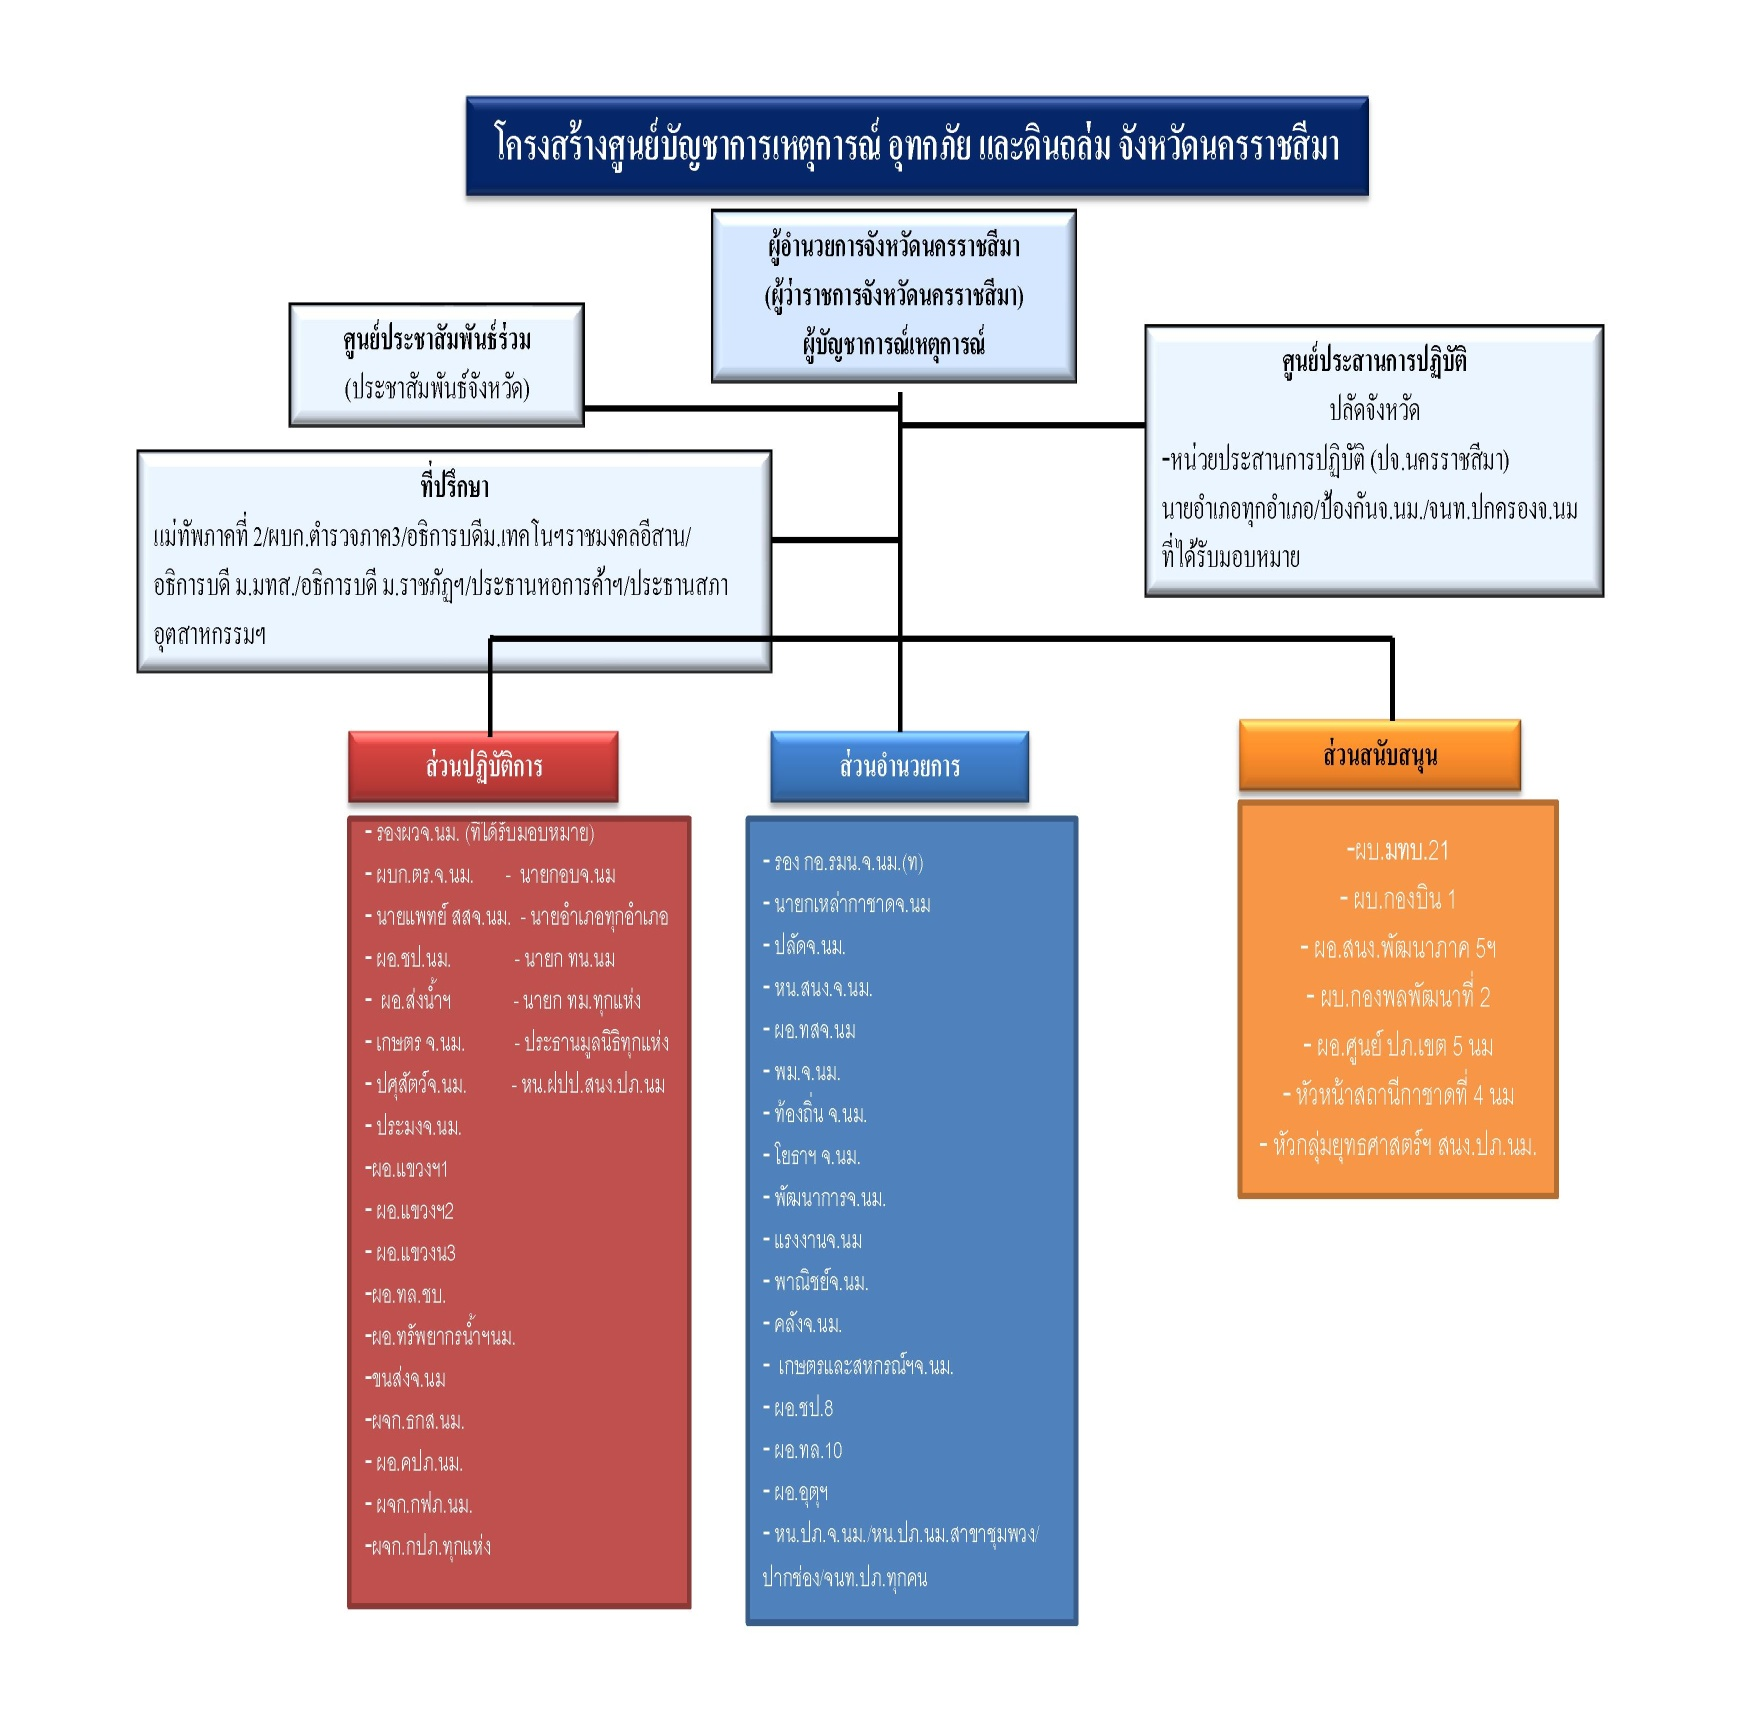 โครงสร้างศูนย์บัญชาการเหตุการณ์ อุทกภัย และดินถล่ม จังหวัดนครราชสีมา
ผู้อำนวยการจังหวัดนครราชสีมา
(ผู้ว่าราชการจังหวัดนครราชสีมา)
ผู้บัญชาการณ์เหตุการณ์
ศูนย์ประชาสัมพันธ์ร่วม
(ประชาสัมพันธ์จังหวัด)
ศูนย์ประสานการปฏิบัติ
ปลัดจังหวัด
-หน่วยประสานการปฏิบัติ (ปจ.นครราชสีมา)
นายอำเภอทุกอำเภอ/ป้องกันจ.นม./จนท.ปกครองจ.นม
ที่ได้รับมอบหมาย
ที่ปรึกษา
แม่ทัพภาคที่ 2/ผบก.ตำรวจภาค3/อธิการบดีม.เทคโนฯราชมงคลอีสาน/
อธิการบดี ม.มทส./อธิการบดี ม.ราชภัฏฯ/ประธานหอการค้าฯ/ประธานสภา
อุตสาหกรรมฯ
ส่วนปฏิบัติการ
- รองผวจ.นม. (ที่ได้รับมอบหมาย)
- ผบก.ตร.จ.นม. - นายกอบจ.นม
- นายแพทย์ สสจ.นม. - นายอำเภอทุกอำเภอ
- ผอ.ชป.นม. - นายก ทน.นม
- ผอ.ส่งน้ำฯ - นายก ทม.ทุกแห่ง
- เกษตร จ.นม. - ประธานมูลนิธิทุกแห่ง
- ปศุสัตว์จ.นม. - หน.ฝปป.สนง.ปภ.นม
- ประมงจ.นม.
-ผอ.แขวงฯ1
- ผอ.แขวงฯ2
- ผอ.แขวงน3
-ผอ.ทล.ชบ.
-ผอ.ทรัพยากรน้ำฯนม.
-ขนส่งจ.นม
-ผจก.ธกส.นม.
- ผอ.คปภ.นม.
- ผจก.กฟภ.นม.
-ผจก.กปภ.ทุกแห่ง
ส่วนอำนวยการ
- รอง กอ.รมน.จ.นม.(ท)
- นายกเหล่ากาชาดจ.นม
- ปลัดจ.นม.
- หน.สนง.จ.นม.
- ผอ.ทสจ.นม
- พม.จ.นม.
- ท้องถิ่น จ.นม.
- โยธาฯ จ.นม.
- พัฒนาการจ.นม.
- แรงงานจ.นม
- พาณิชย์จ.นม.
- คลังจ.นม.
- เกษตรและสหกรณ์ฯจ.นม.
- ผอ.ชป.8
- ผอ.ทล.10
- ผอ.อุตุฯ
- หน.ปภ.จ.นม./หน.ปภ.นม.สาขาชุมพวง/
ปากช่อง/จนท.ปภ.ทุกคน
ส่วนสนับสนุน
-ผบ.มทบ.21
- ผบ.กองบิน 1
- ผอ.สนง.พัฒนาภาค 5ฯ
- ผบ.กองพลพัฒนาที่ 2
- ผอ.ศูนย์ ปภ.เขต 5 นม
- หัวหน้าสถานีกาชาดที่ 4 นม
- หัวกลุ่มยุทธศาสตร์ฯ สนง.ปภ.นม.